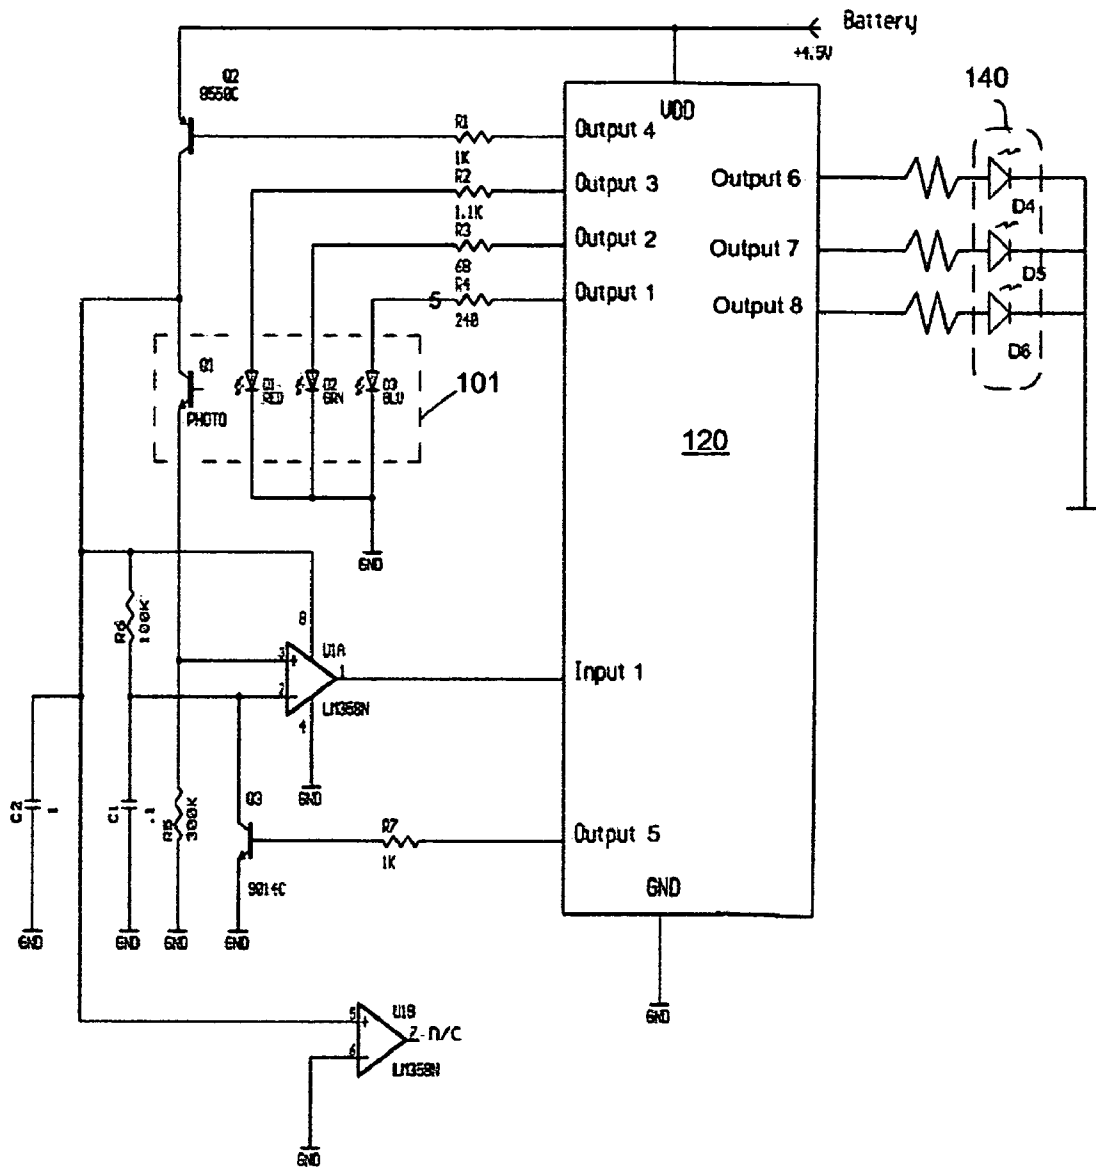 Battery
+4.5V
Q2
8550C
VDD
140
R1
Output 4
1K
R2
Output 3
Output 6
1.1K
D4
R3
Output 2
Output 7
68
D5
R4
Output 1
5
240
Output 8
D6
Q1
D1
RED
D2
GRN
D3
BLU
101
PHOTO
120
GND
R6
100K
8
U1A
3
+
1
Input 1
2
-
LM358N
4
GND
C2
1
C1
.1
R5
300K
Q3
R7
Output 5
1K
9014C
GND
GND
GND
GND
GND
GND
U1B
5
+
7
n/C
6
-
LM358N
GND